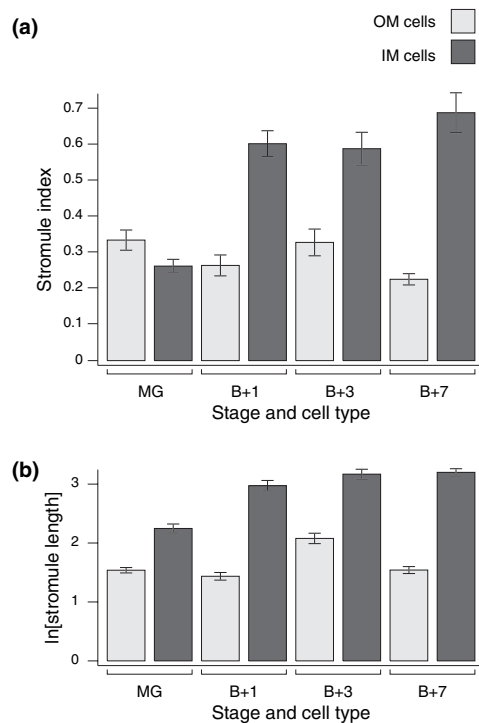 (a)
OM cells
IM cells
Stromule index
0.7
0.6
0.5
0.4
0.3
0.2
0.1
0
MG B+1 B+3 B+7
Stage and cell type
(b)
ln[stromule length]
3
2
1
0
MG B+1 B+3 B+7
Stage and cell type